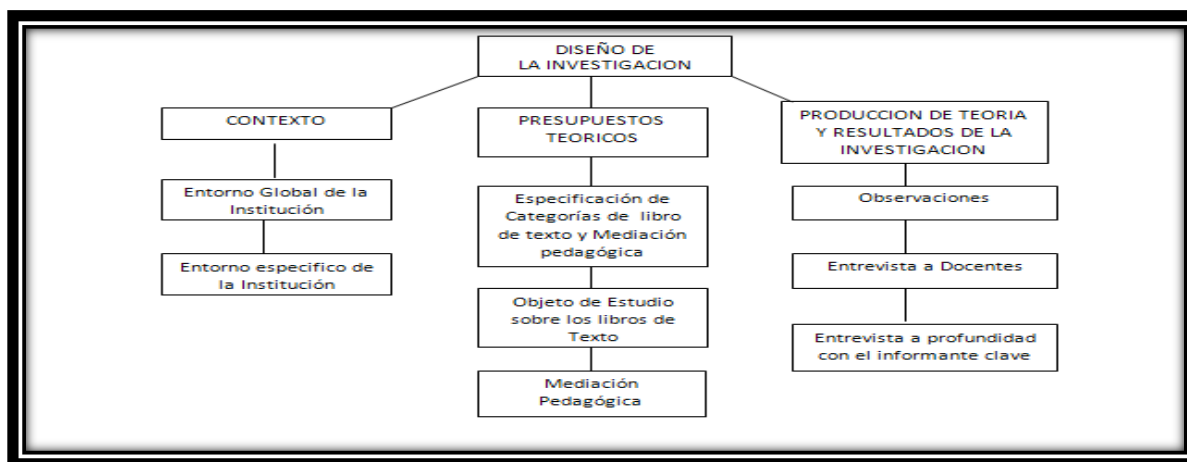 DISEÑO DE
LA INVESTIGACION
CONTEXTO
Entorno Global de la
Institución
Entorno especifico de
la Institución
PRESUPUESTOS
TEORICOS
Especificación de
Categorías de libro
de texto y Mediación
pedagógica
Objeto de Estudio
sobre los libros de
Texto
Mediación
Pedagógica
PRODUCCION DE TEORIA
Y RESULTADOS DE LA
INVESTIGACION
Observaciones
Entrevista a Docentes
Entrevista a profundidad
con el informante clave